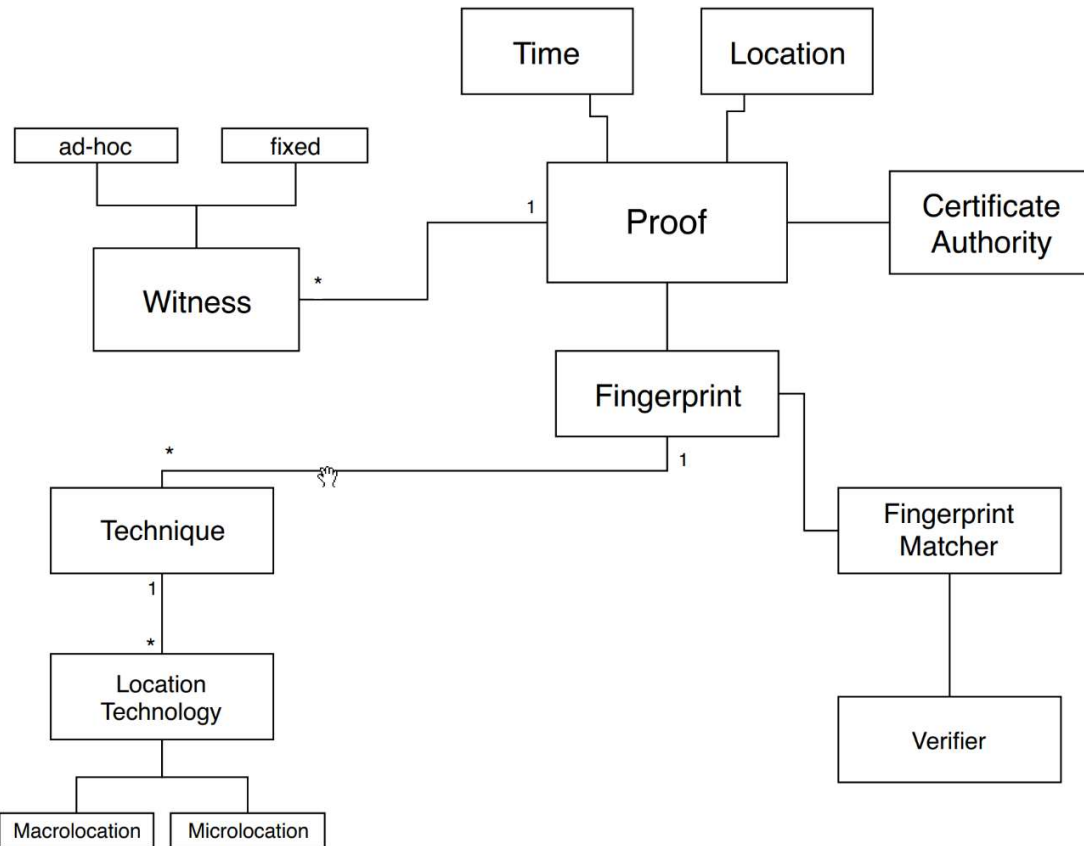 Time
Location
ad-hoc
fixed
1
Proof
Certificate
Authority
*
Witness
Fingerprint
*
1
Technique
Fingerprint
Matcher
1
*
Location
Technology
Verifier
Macrolocation
Microlocation